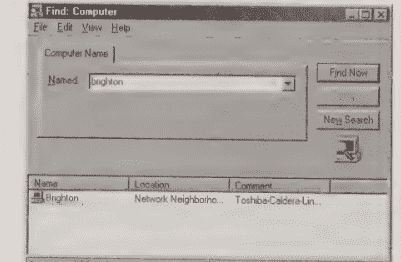 Find: Computer
File Edit View Help
Computer Name
Named: brighton
Find Now
Stop
New Search
Name Location Comment
Brighton Network Neighborho... Toshiba-Caldera-Lin...